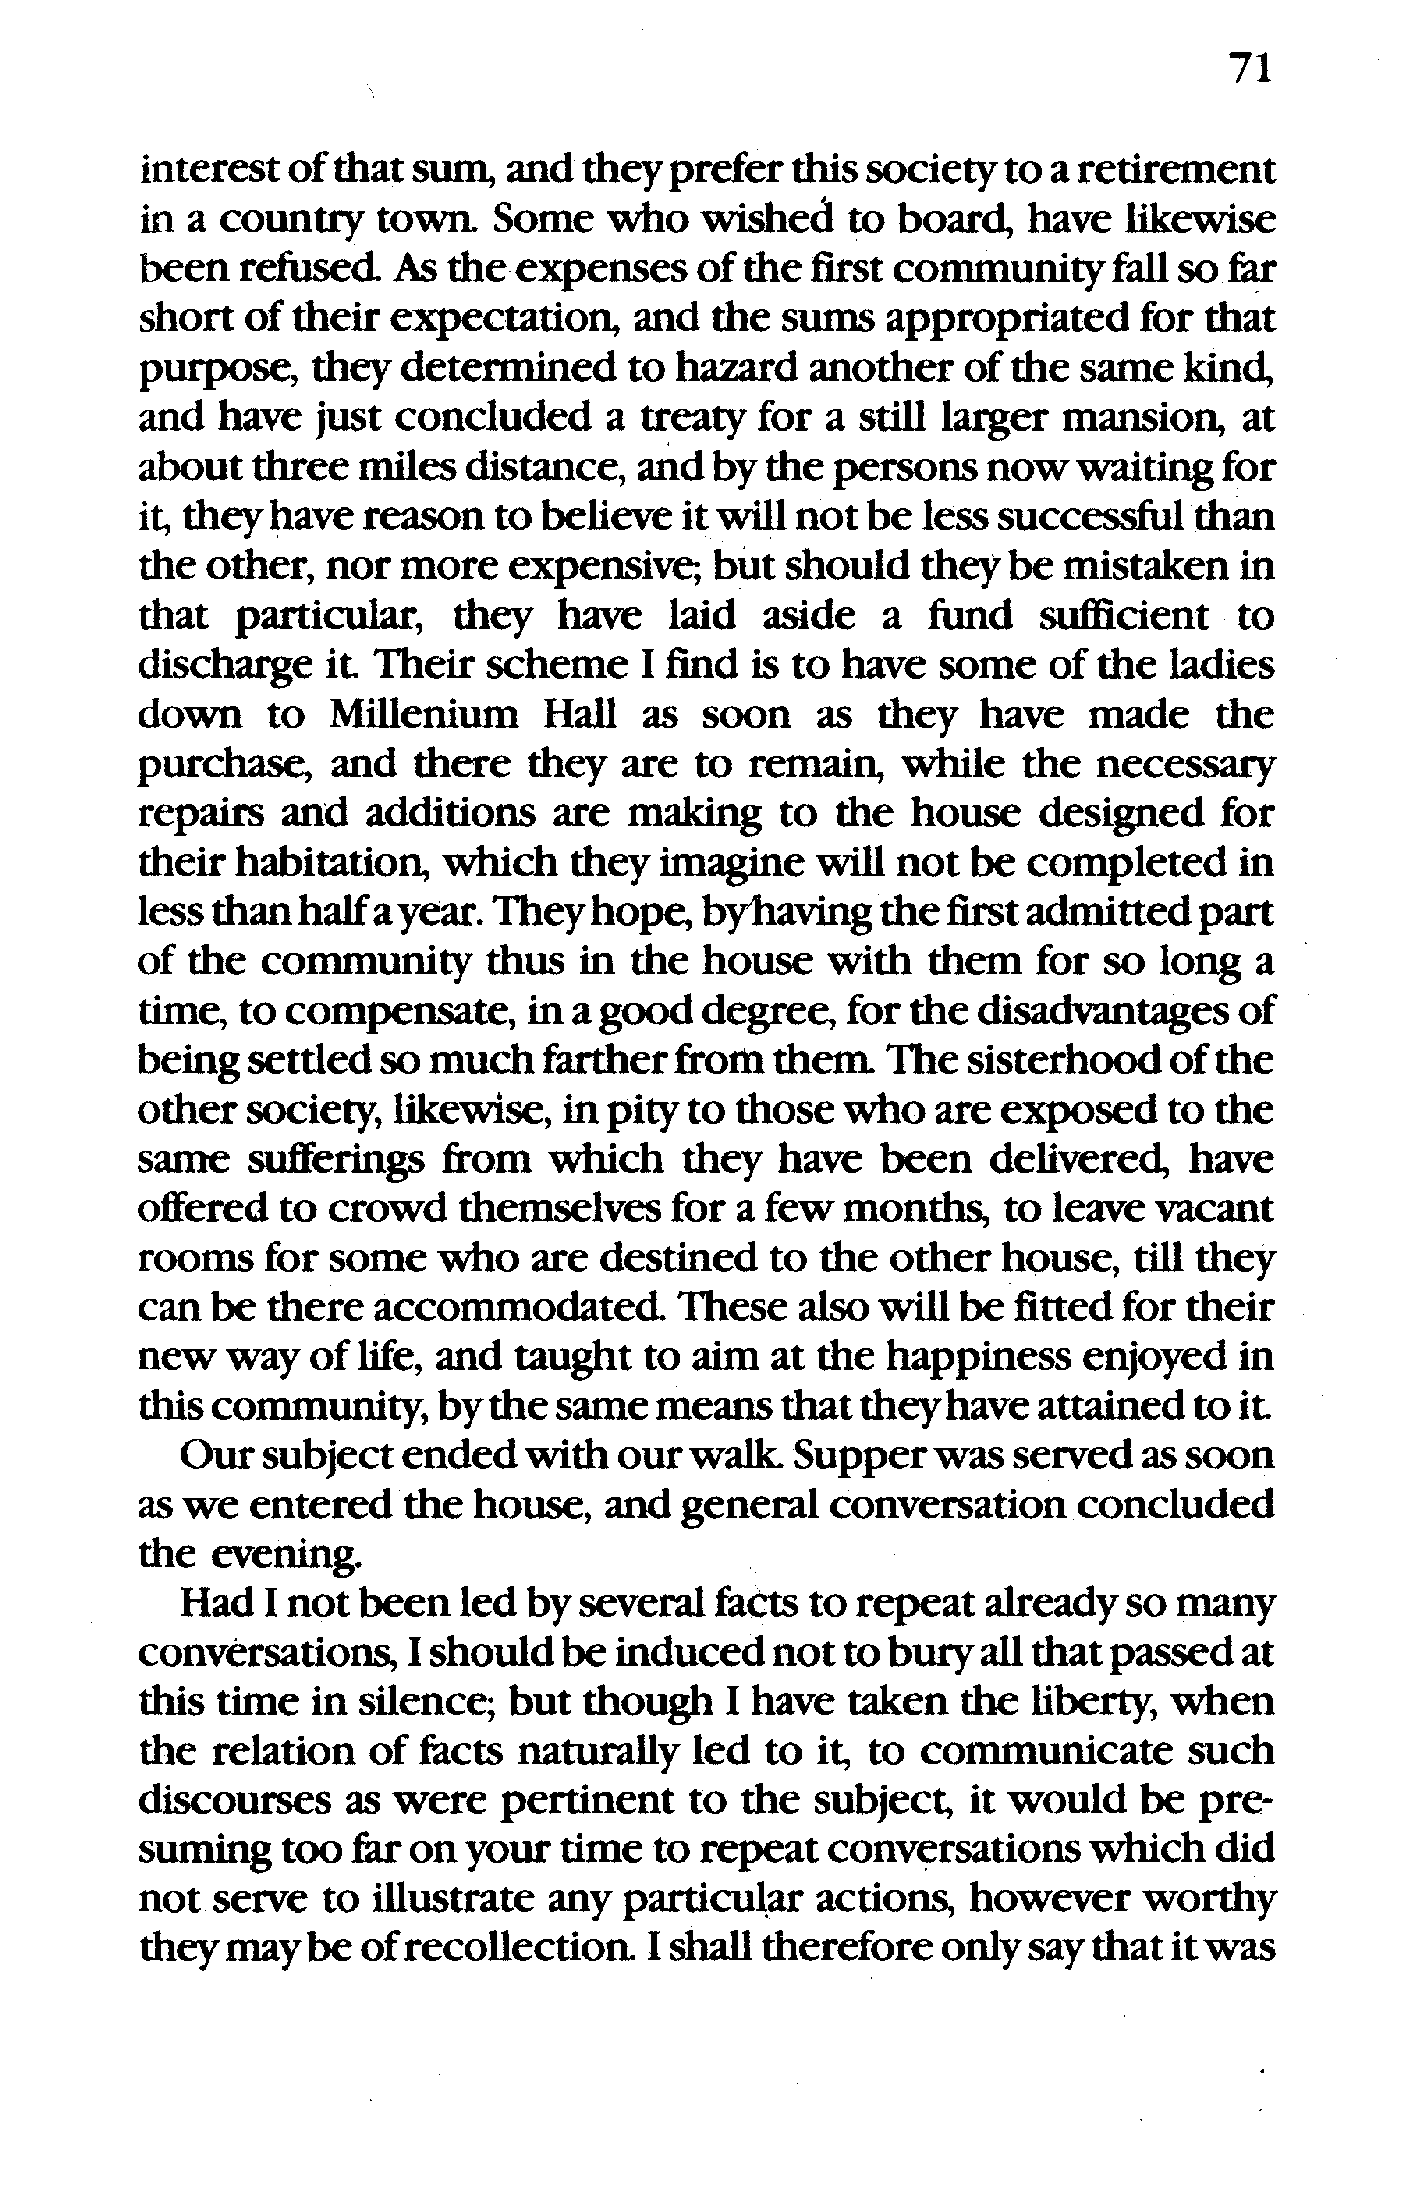 71
interest of that sum, and they prefer this society to a retirement
in a country town. Some who wished to board, have likewise
been refused. As the expenses of the first community fall so far
short of their expectation, and the sums appropriated for that
purpose, they determined to hazard another of the same kind,
and have just concluded a treaty for a still larger mansion, at
about three miles distance, and by the persons now waiting for
it, they have reason to believe it will not be less successful than
the other, nor more expensive; but should they be mistaken in
that particular, they have laid aside a fund sufficient to
discharge it. Their scheme I find is to have some of the ladies
down to Millenium Hall as soon as they have made the
purchase, and there they are to remain, while the necessary
repairs and additions are making to the house designed for
their habitation, which they imagine will not be completed in
less than half a year. They hope, by having the first admitted part
of the community thus in the house with them for so long a
time, to compensate, in a good degree, for the disadvantages of
being settled so much farther from them. The sisterhood of the
other society, likewise, in pity to those who are exposed to the
same sufferings from which they have been delivered, have
offered to crowd themselves for a few months, to leave vacant
rooms for some who are destined to the other house, till they
can be there accommodated. These also will be fitted for their
new way of life, and taught to aim at the happiness enjoyed in
this community, by the same means that they have attained to it.
Our subject ended with our walk. Supper was served as soon
as we entered the house, and general conversation concluded
the evening.
Had I not been led by several facts to repeat already so many
conversations, I should be induced not to bury all that passed at
this time in silence; but though I have taken the liberty, when
the relation of facts naturally led to it, to communicate such
discourses as were pertinent to the subject, it would be pre-
suming too far on your time to repeat conversations which did
not serve to illustrate any particular actions, however worthy
they may be of recollection. I shall therefore only say that it was